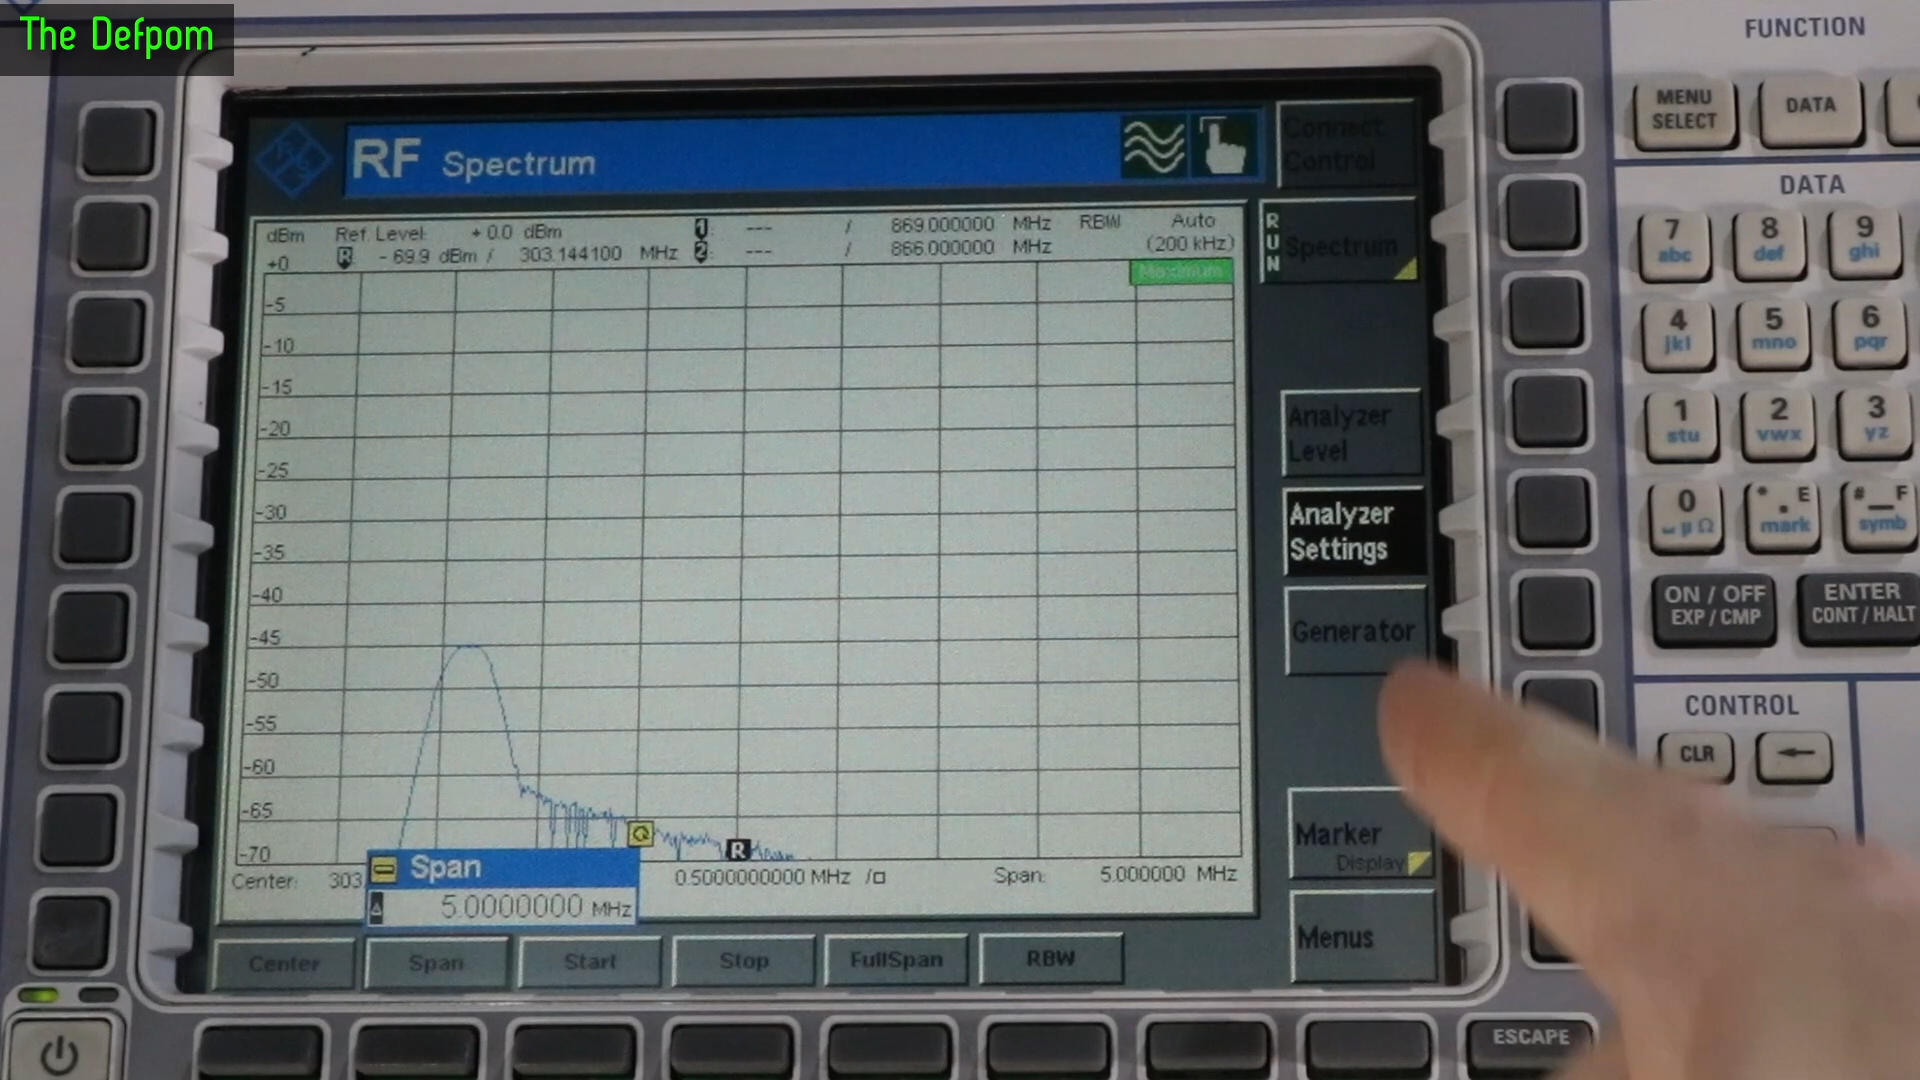 The Defpom
FUNCTION
MENU
SELECT
DATA
RF Spectrum
Connect
Control
DATA
dBm
Ref. Level: +0.0 dBm
1: --- / 869.000000 MHz
RBW Auto
R - 69.9 dBm / 303.144100 MHz
2: --- / 866.000000 MHz
(200 kHz)
Maximum
RUN
Spectrum
+0
-5
-10
-15
-20
-25
-30
-35
-40
-45
-50
-55
-60
-65
-70
R
Center: 303
0.5000000000 MHz /
Span: 5.000000 MHz
Span
5.0000000 MHz
Center
Span
Start
Stop
FullSpan
RBW
Analyzer
Level
Analyzer
Settings
Generator
Marker
Display
Menus
7
abc
8
def
9
ghi
4
jkl
5
mno
6
pqr
1
stu
2
vwx
3
yz
0
μ Ω
* . E
mark
# _ F
symb
ON / OFF
EXP / CMP
ENTER
CONT / HALT
CONTROL
CLR
ESCAPE